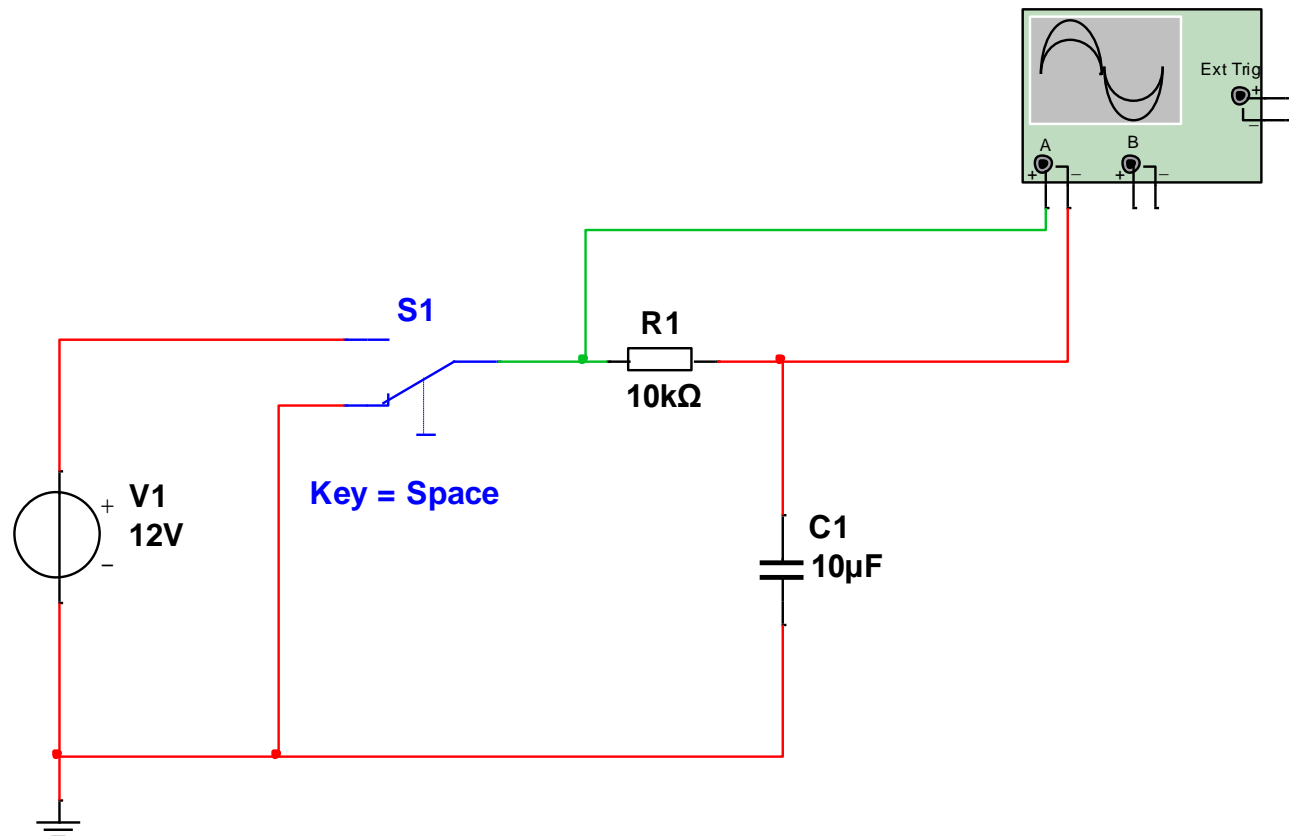 Ext Trig
+
−
A
B
+
−
+
−
S1
R1
10kΩ
Key = Space
V1
12V
+
−
C1
10µF